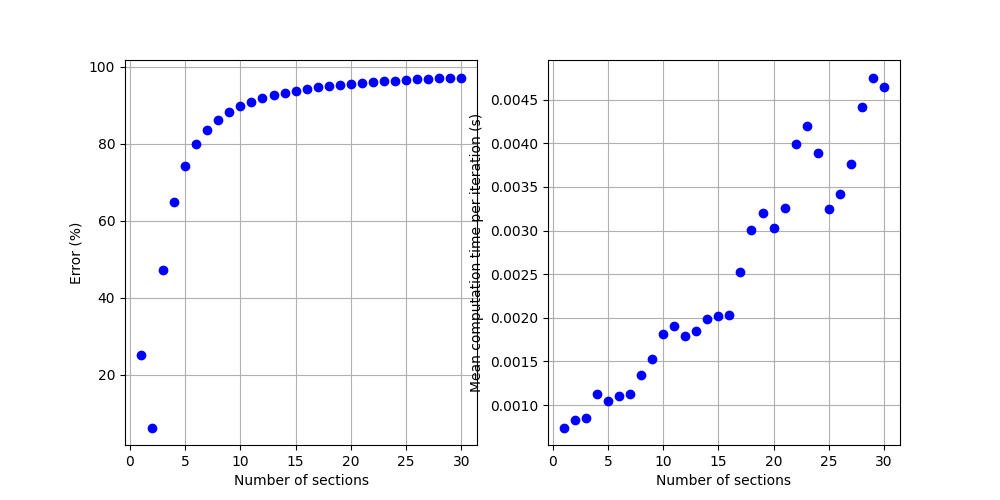 100
80
60
40
20
Error (%)
0 5 10 15 20 25 30
Number of sections
0.0045
0.0040
0.0035
0.0030
0.0025
0.0020
0.0015
0.0010
Mean computation time per iteration (s)
0 5 10 15 20 25 30
Number of sections